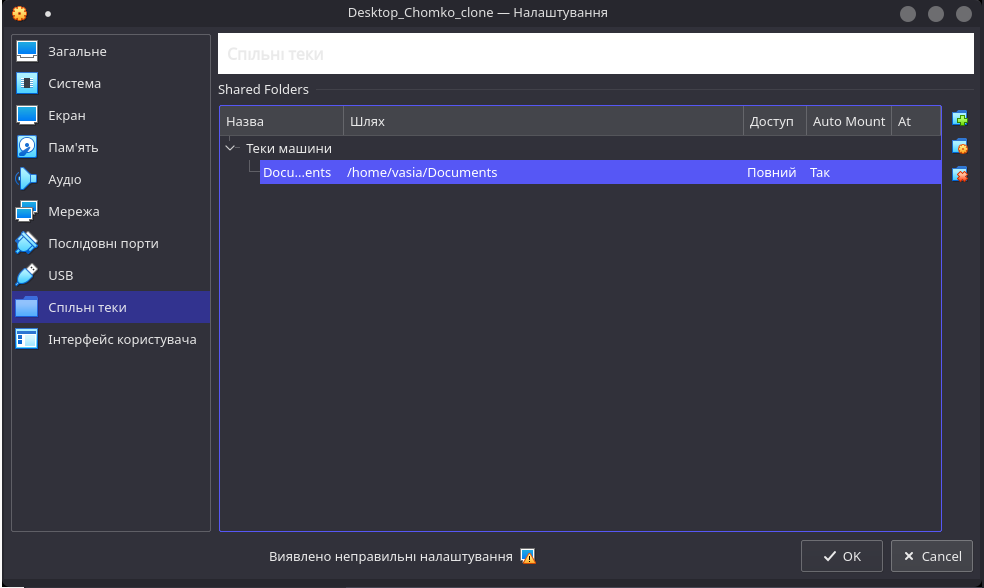 Desktop_Chomko_clone — Налаштування
Загальне
Система
Екран
Пам'ять
Аудіо
Мережа
Послідовні порти
USB
Спільні теки
Інтерфейс користувача
Спільні теки
Shared Folders
Назва Шлях Доступ Auto Mount At
Теки машини
Docu...ents /home/vasia/Documents Повний Так
Виявлено неправильні налаштування
OK Cancel